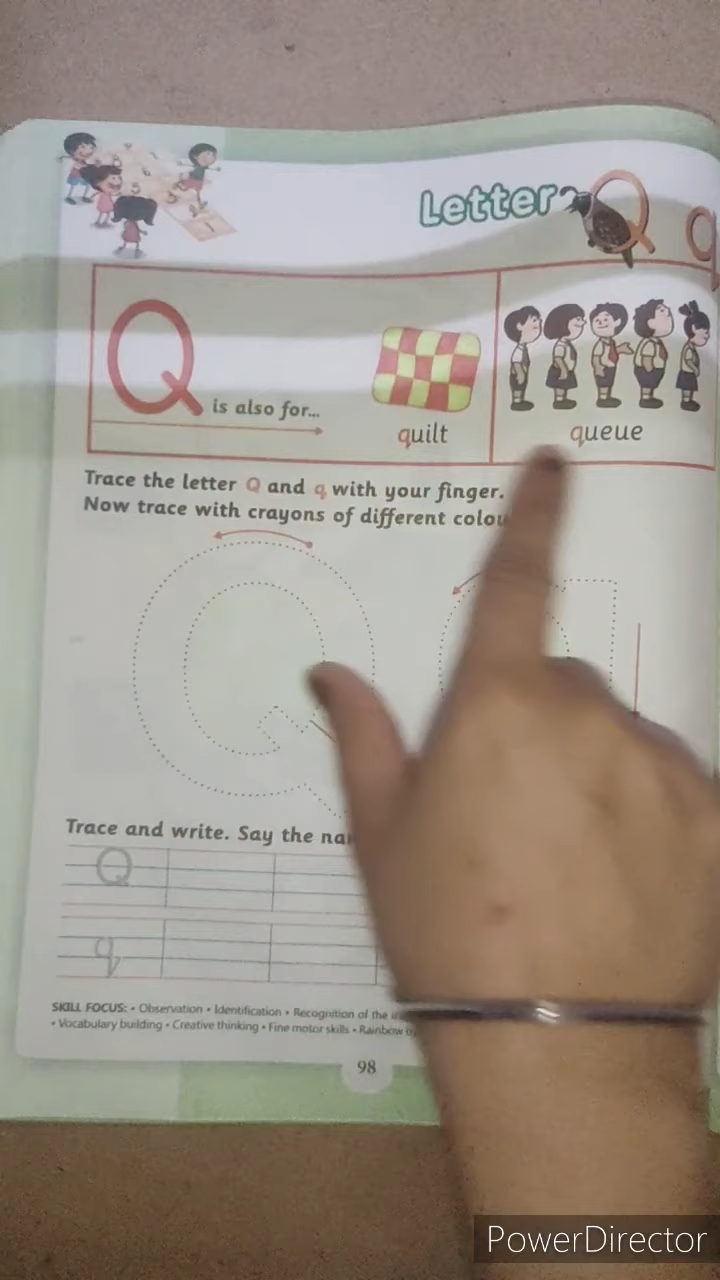 Letter Q q
Q is also for...
quilt
queue
Trace the letter Q and q with your finger.
Now trace with crayons of different
Trace and write. Say the
Q
q
SKILL FOCUS: • Observation • Identification • Recognition of the
• Vocabulary building • Creative thinking • Fine motor skills • Rainbow
98
PowerDirector